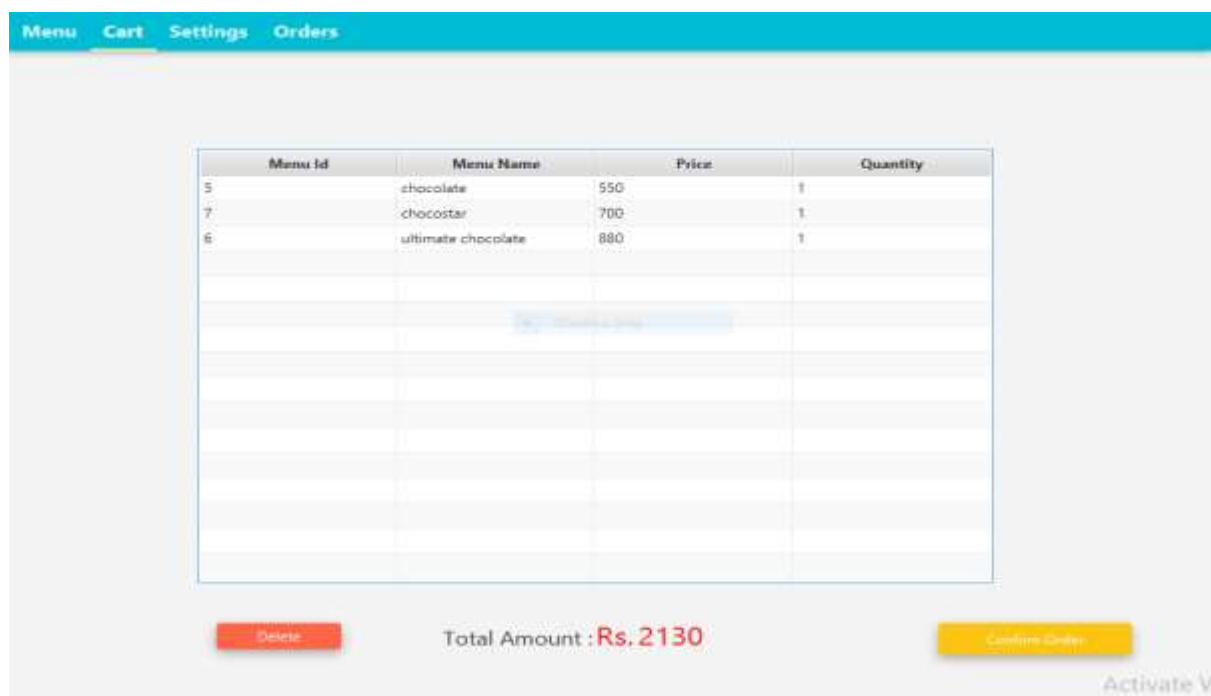 Menu Cart Settings Orders
Menu Id Menu Name Price Quantity
5 chocolate 550 1
7 chocostar 700 1
6 ultimate chocolate 880 1
Delete Total Amount : Rs. 2130 Confirm Order
Activate